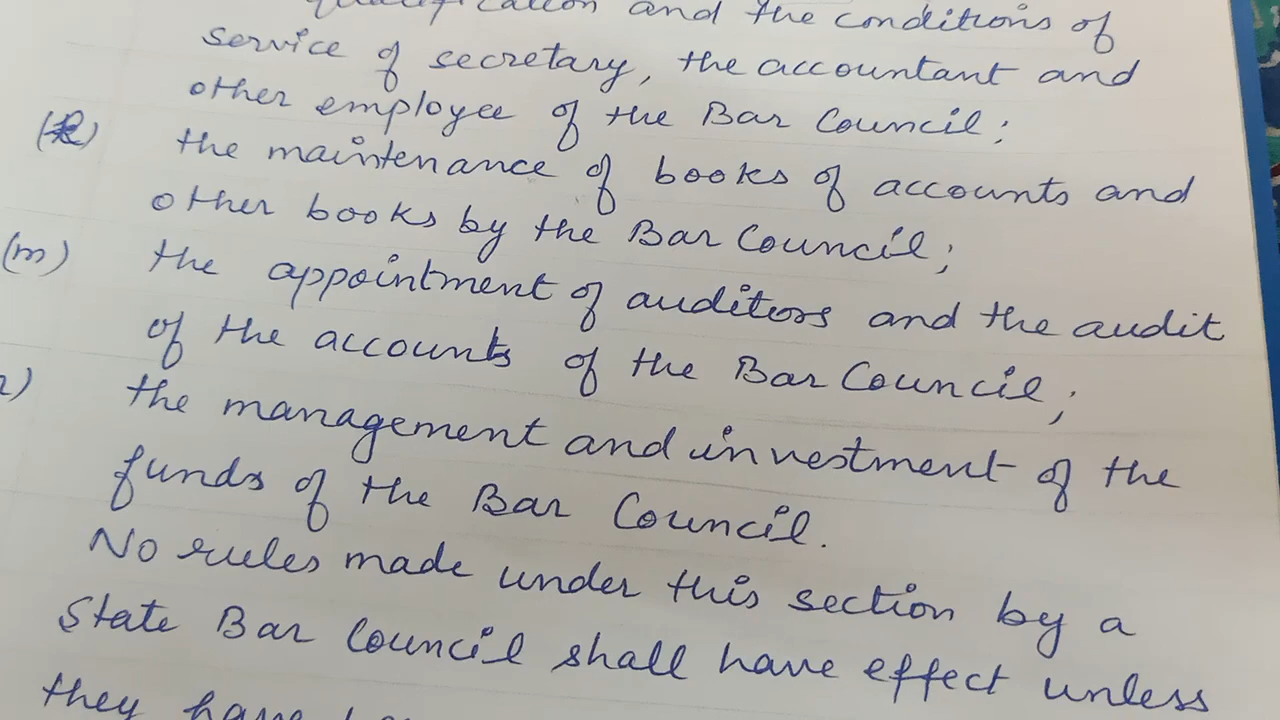 qualification and the conditions of
service of secretary, the accountant and
other employee of the Bar Council;
the maintenance of books of accounts and
other books by the Bar Council;
(m) the appointment of auditors and the audit
of the accounts of the Bar Council;
the management and investment of the
funds of the Bar Council.
No rules made under this section by a
State Bar Council shall have effect unless
they have